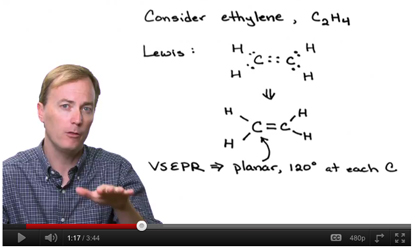 Consider ethylene, C2H4
Lewis:
H H
C :: C
H H
⇓
H H
C=C
H H
VSEPR ⇒ planar, 120° at each C
1:17 / 3:44
CC 480p